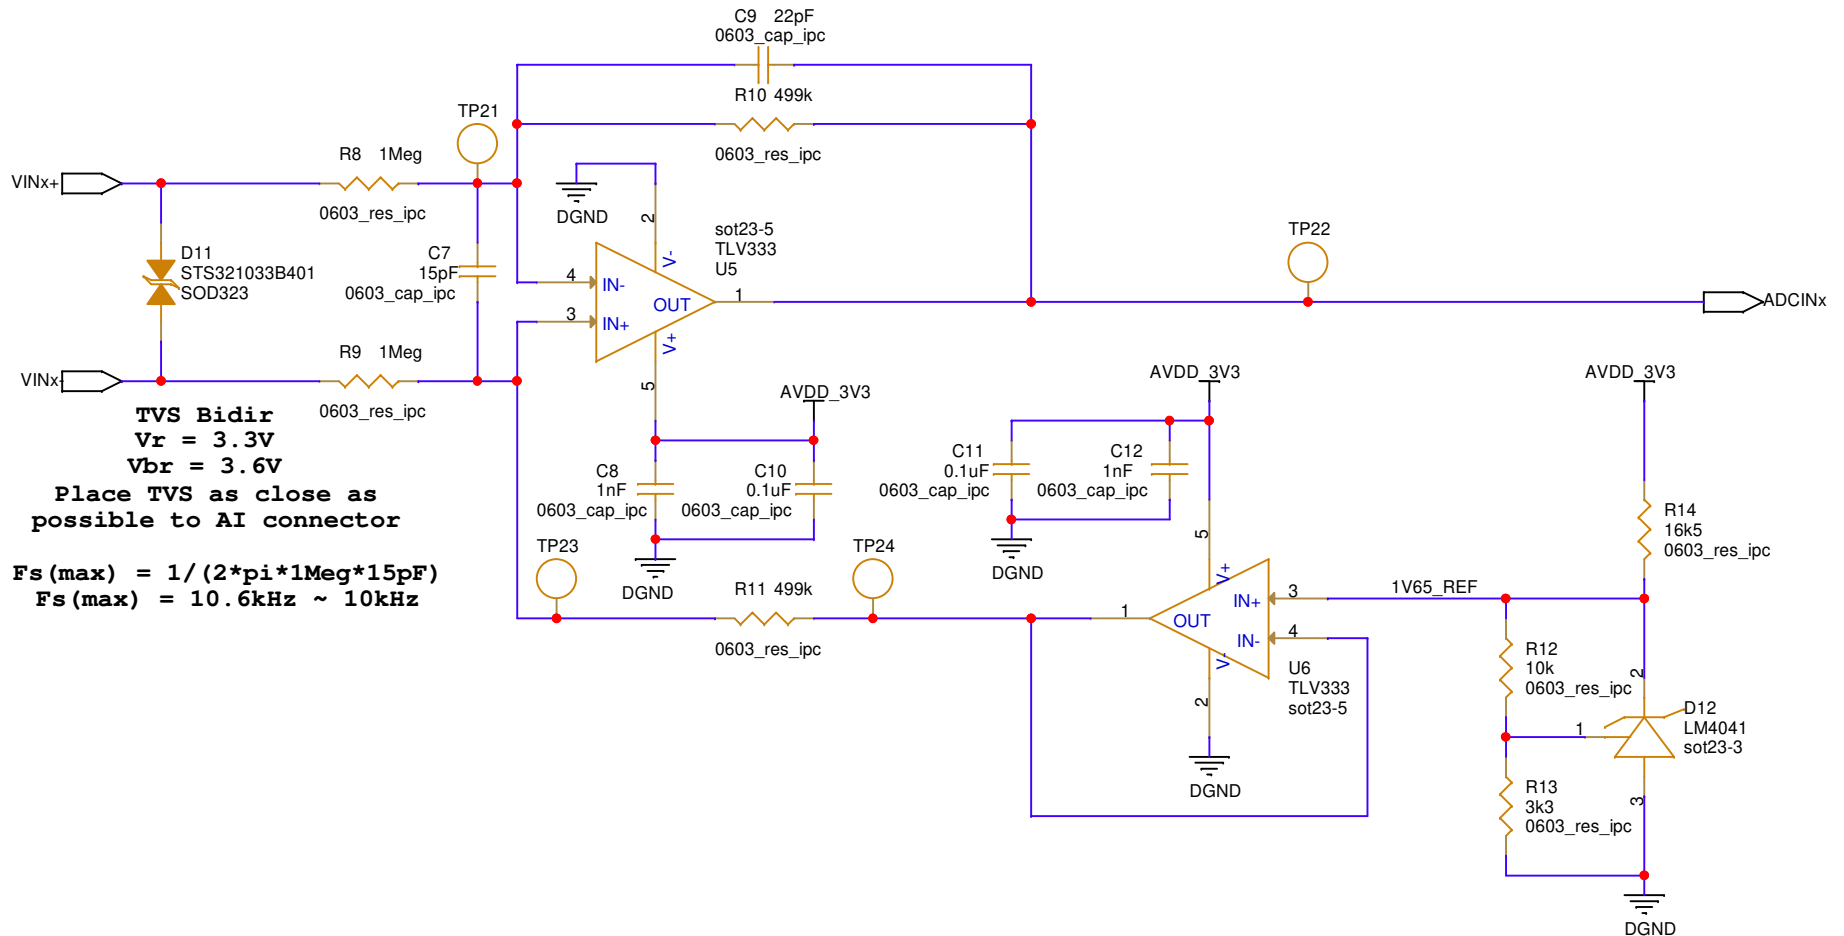 C9 22pF
0603_cap_ipc
R10 499k
0603_res_ipc
TP21
R8 1Meg
0603_res_ipc
VINx+
DGND
2
V-
sot23-5
TLV333
U5
TP22
D11
STS321033B401
SOD323
C7
15pF
0603_cap_ipc
4
IN-
OUT
1
3
IN+
V+
5
ADCINx
R9 1Meg
0603_res_ipc
VINx-
AVDD_3V3
AVDD_3V3
AVDD_3V3
TVS Bidir
Vr = 3.3V
Vbr = 3.6V
Place TVS as close as
possible to AI connector
Fs(max) = 1/(2*pi*1Meg*15pF)
Fs(max) = 10.6kHz ~ 10kHz
C8
1nF
0603_cap_ipc
C10
0.1uF
0603_cap_ipc
DGND
C11
0.1uF
0603_cap_ipc
C12
1nF
0603_cap_ipc
DGND
R14
16k5
0603_res_ipc
TP23
R11 499k
0603_res_ipc
TP24
5
V+
1
OUT
IN+
3
IN-
4
V-
2
U6
TLV333
sot23-5
DGND
1V65_REF
R12
10k
0603_res_ipc
2
1
D12
LM4041
sot23-3
R13
3k3
0603_res_ipc
3
DGND